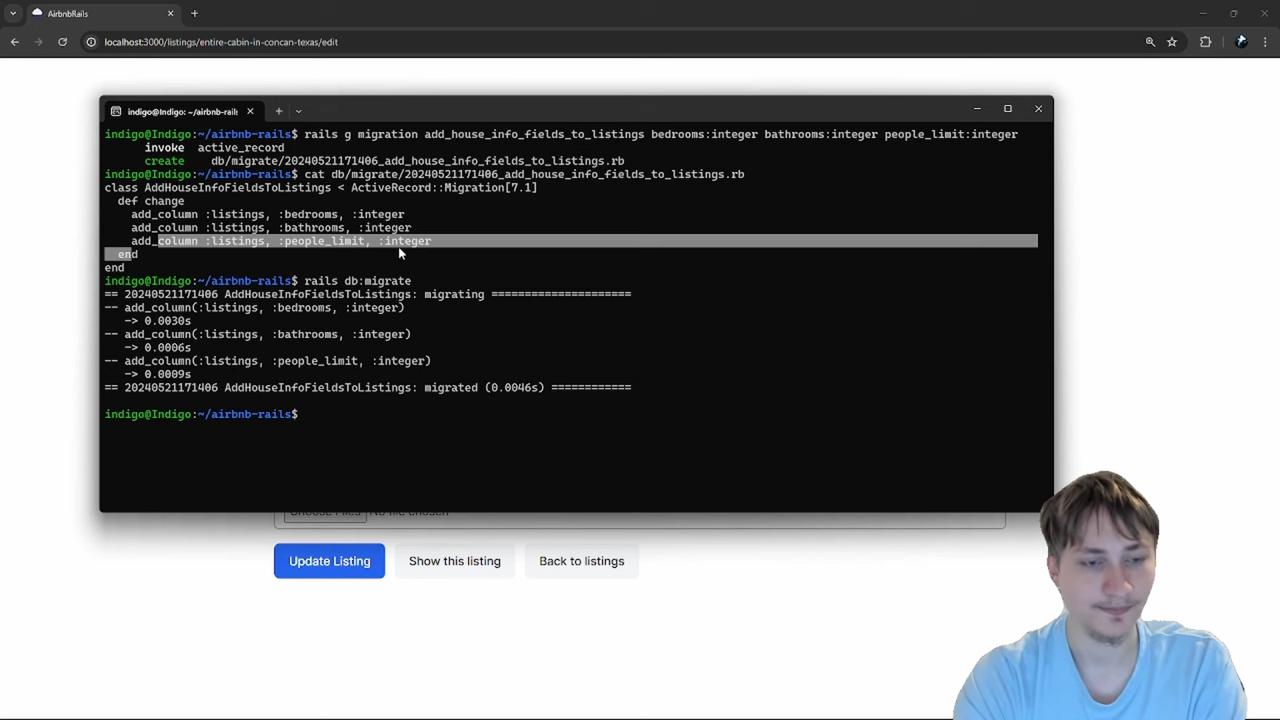 AirbnbRails
localhost:3000/listings/entire-cabin-in-concan-texas/edit
indigo@Indigo: ~/airbnb-rails
indigo@Indigo:~/airbnb-rails$ rails g migration add_house_info_fields_to_listings bedrooms:integer bathrooms:integer people_limit:integer
invoke active_record
create db/migrate/20240521171406_add_house_info_fields_to_listings.rb
indigo@Indigo:~/airbnb-rails$ cat db/migrate/20240521171406_add_house_info_fields_to_listings.rb
class AddHouseInfoFieldsToListings < ActiveRecord::Migration[7.1]
def change
add_column :listings, :bedrooms, :integer
add_column :listings, :bathrooms, :integer
add_column :listings, :people_limit, :integer
end
end
indigo@Indigo:~/airbnb-rails$ rails db:migrate
== 20240521171406 AddHouseInfoFieldsToListings: migrating =====================
-- add_column(:listings, :bedrooms, :integer)
-> 0.0030s
-- add_column(:listings, :bathrooms, :integer)
-> 0.0006s
-- add_column(:listings, :people_limit, :integer)
-> 0.0009s
== 20240521171406 AddHouseInfoFieldsToListings: migrated (0.0046s) ============
indigo@Indigo:~/airbnb-rails$
Choose Files No file chosen
Update Listing Show this listing Back to listings